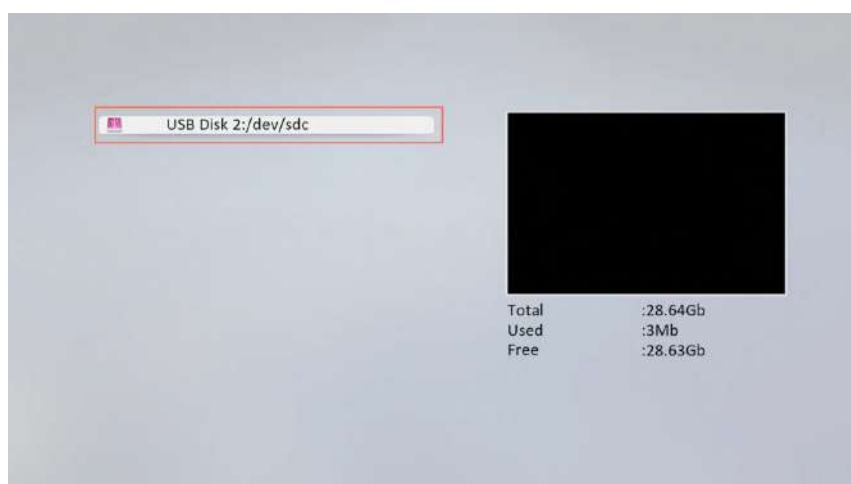 USB Disk 2:/dev/sdc
Total :28.64Gb
Used :3Mb
Free :28.63Gb